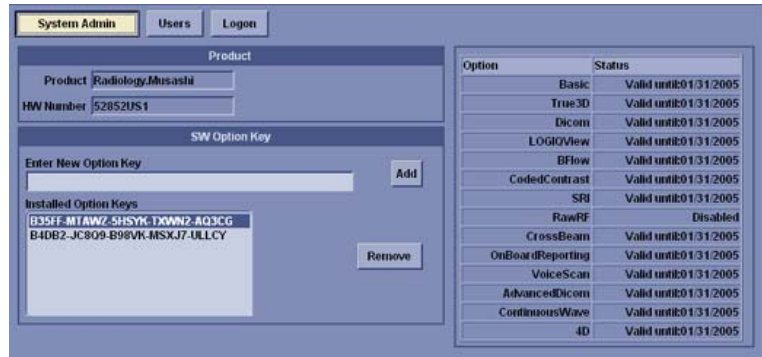 System Admin Users Logon
Product
Product Radiology.Musashi
HW Number 52852US1
SW Option Key
Enter New Option Key
Add
Installed Option Keys
B35FF-MTAWZ-5HSYK-TXWN2-AQ3CG
B4DB2-JC8Q9-B98VK-MSXJ7-ULLCY
Remove
Option Status
Basic Valid until:01/31/2005
True3D Valid until:01/31/2005
Dicom Valid until:01/31/2005
LOGIQView Valid until:01/31/2005
BFlow Valid until:01/31/2005
CodedContrast Valid until:01/31/2005
SRI Valid until:01/31/2005
RawRF Disabled
CrossBeam Valid until:01/31/2005
OnBoardReporting Valid until:01/31/2005
VoiceScan Valid until:01/31/2005
AdvancedDicom Valid until:01/31/2005
ContinuousWave Valid until:01/31/2005
4D Valid until:01/31/2005